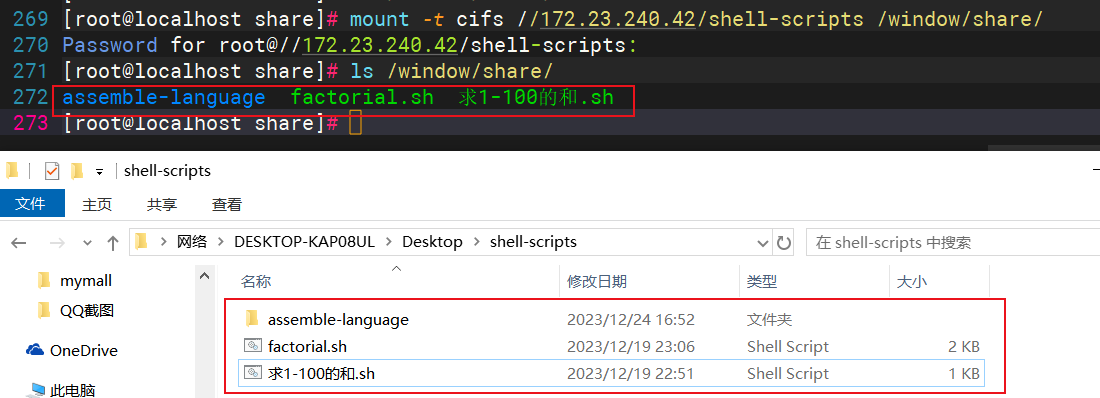 269 [root@localhost share]# mount -t cifs //172.23.240.42/shell-scripts /window/share/
270 Password for root@//172.23.240.42/shell-scripts:
271 [root@localhost share]# ls /window/share/
272 assemble-language  factorial.sh  求1-100的和.sh
273 [root@localhost share]#
shell-scripts
文件 主页 共享 查看
网络 DESKTOP-KAP08UL Desktop shell-scripts 在 shell-scripts 中搜索
mymall
QQ截图
OneDrive
此电脑
名称 修改日期 类型 大小
assemble-language 2023/12/24 16:52 文件夹
factorial.sh 2023/12/19 23:06 Shell Script 2 KB
求1-100的和.sh 2023/12/19 22:51 Shell Script 1 KB